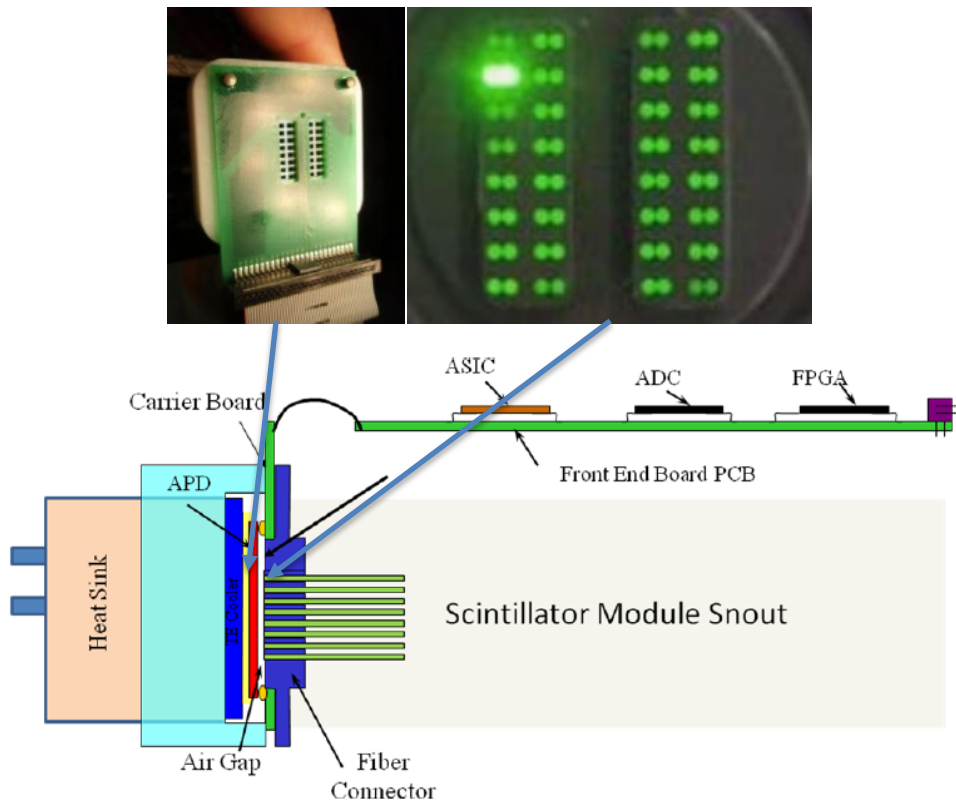 ASIC
ADC
FPGA
Carrier Board
APD
Front End Board PCB
Heat Sink
TE Cooler
Scintillator Module Snout
Air Gap
Fiber
Connector